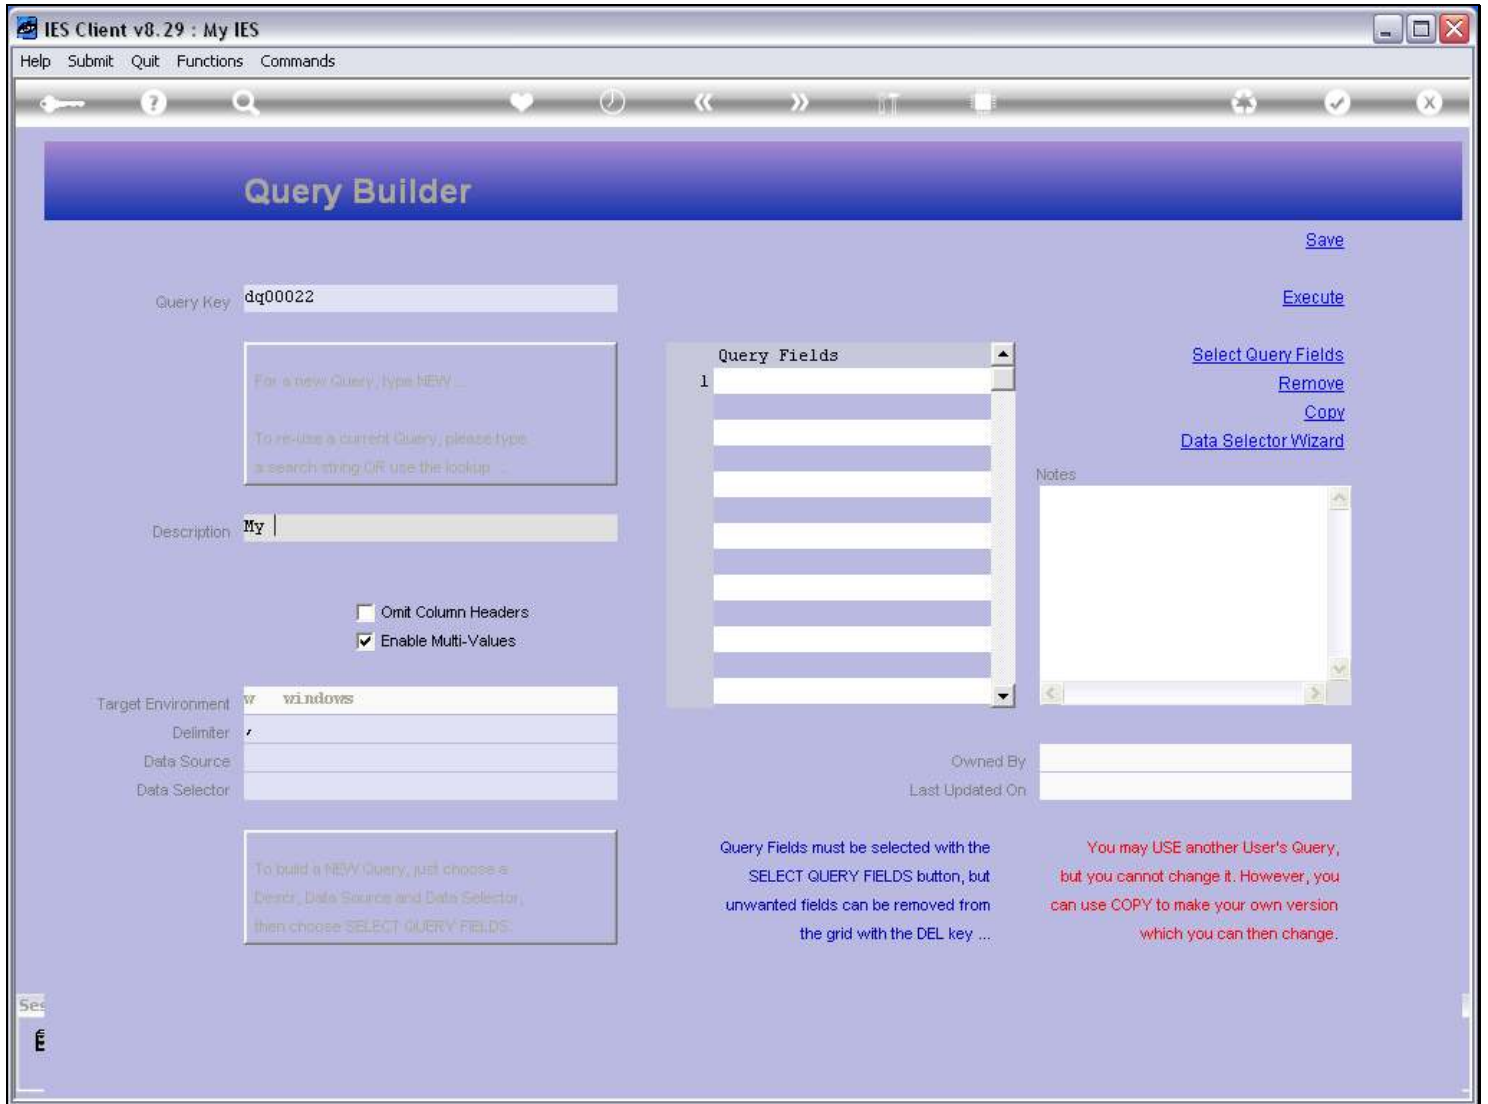 IES Client v8.29 : My IES
Help Submit Quit Functions Commands
Query Builder
Save
Query Key dq00022
Execute
For a new Query, type NEW ...
To re-use a current Query, please type
a search string OR use the lookup ...
Query Fields
1
Select Query Fields
Remove
Copy
Data Selector Wizard
Notes
Description My
Omit Column Headers
Enable Multi-Values
Target Environment w windows
Delimiter ,
Data Source
Data Selector
Owned By
Last Updated On
To build a NEW Query, just choose a
Descr, Data Source and Data Selector,
then choose SELECT QUERY FIELDS.
Query Fields must be selected with the
SELECT QUERY FIELDS button, but
unwanted fields can be removed from
the grid with the DEL key ...
You may USE another User's Query,
but you cannot change it. However, you
can use COPY to make your own version
which you can then change.
Ses